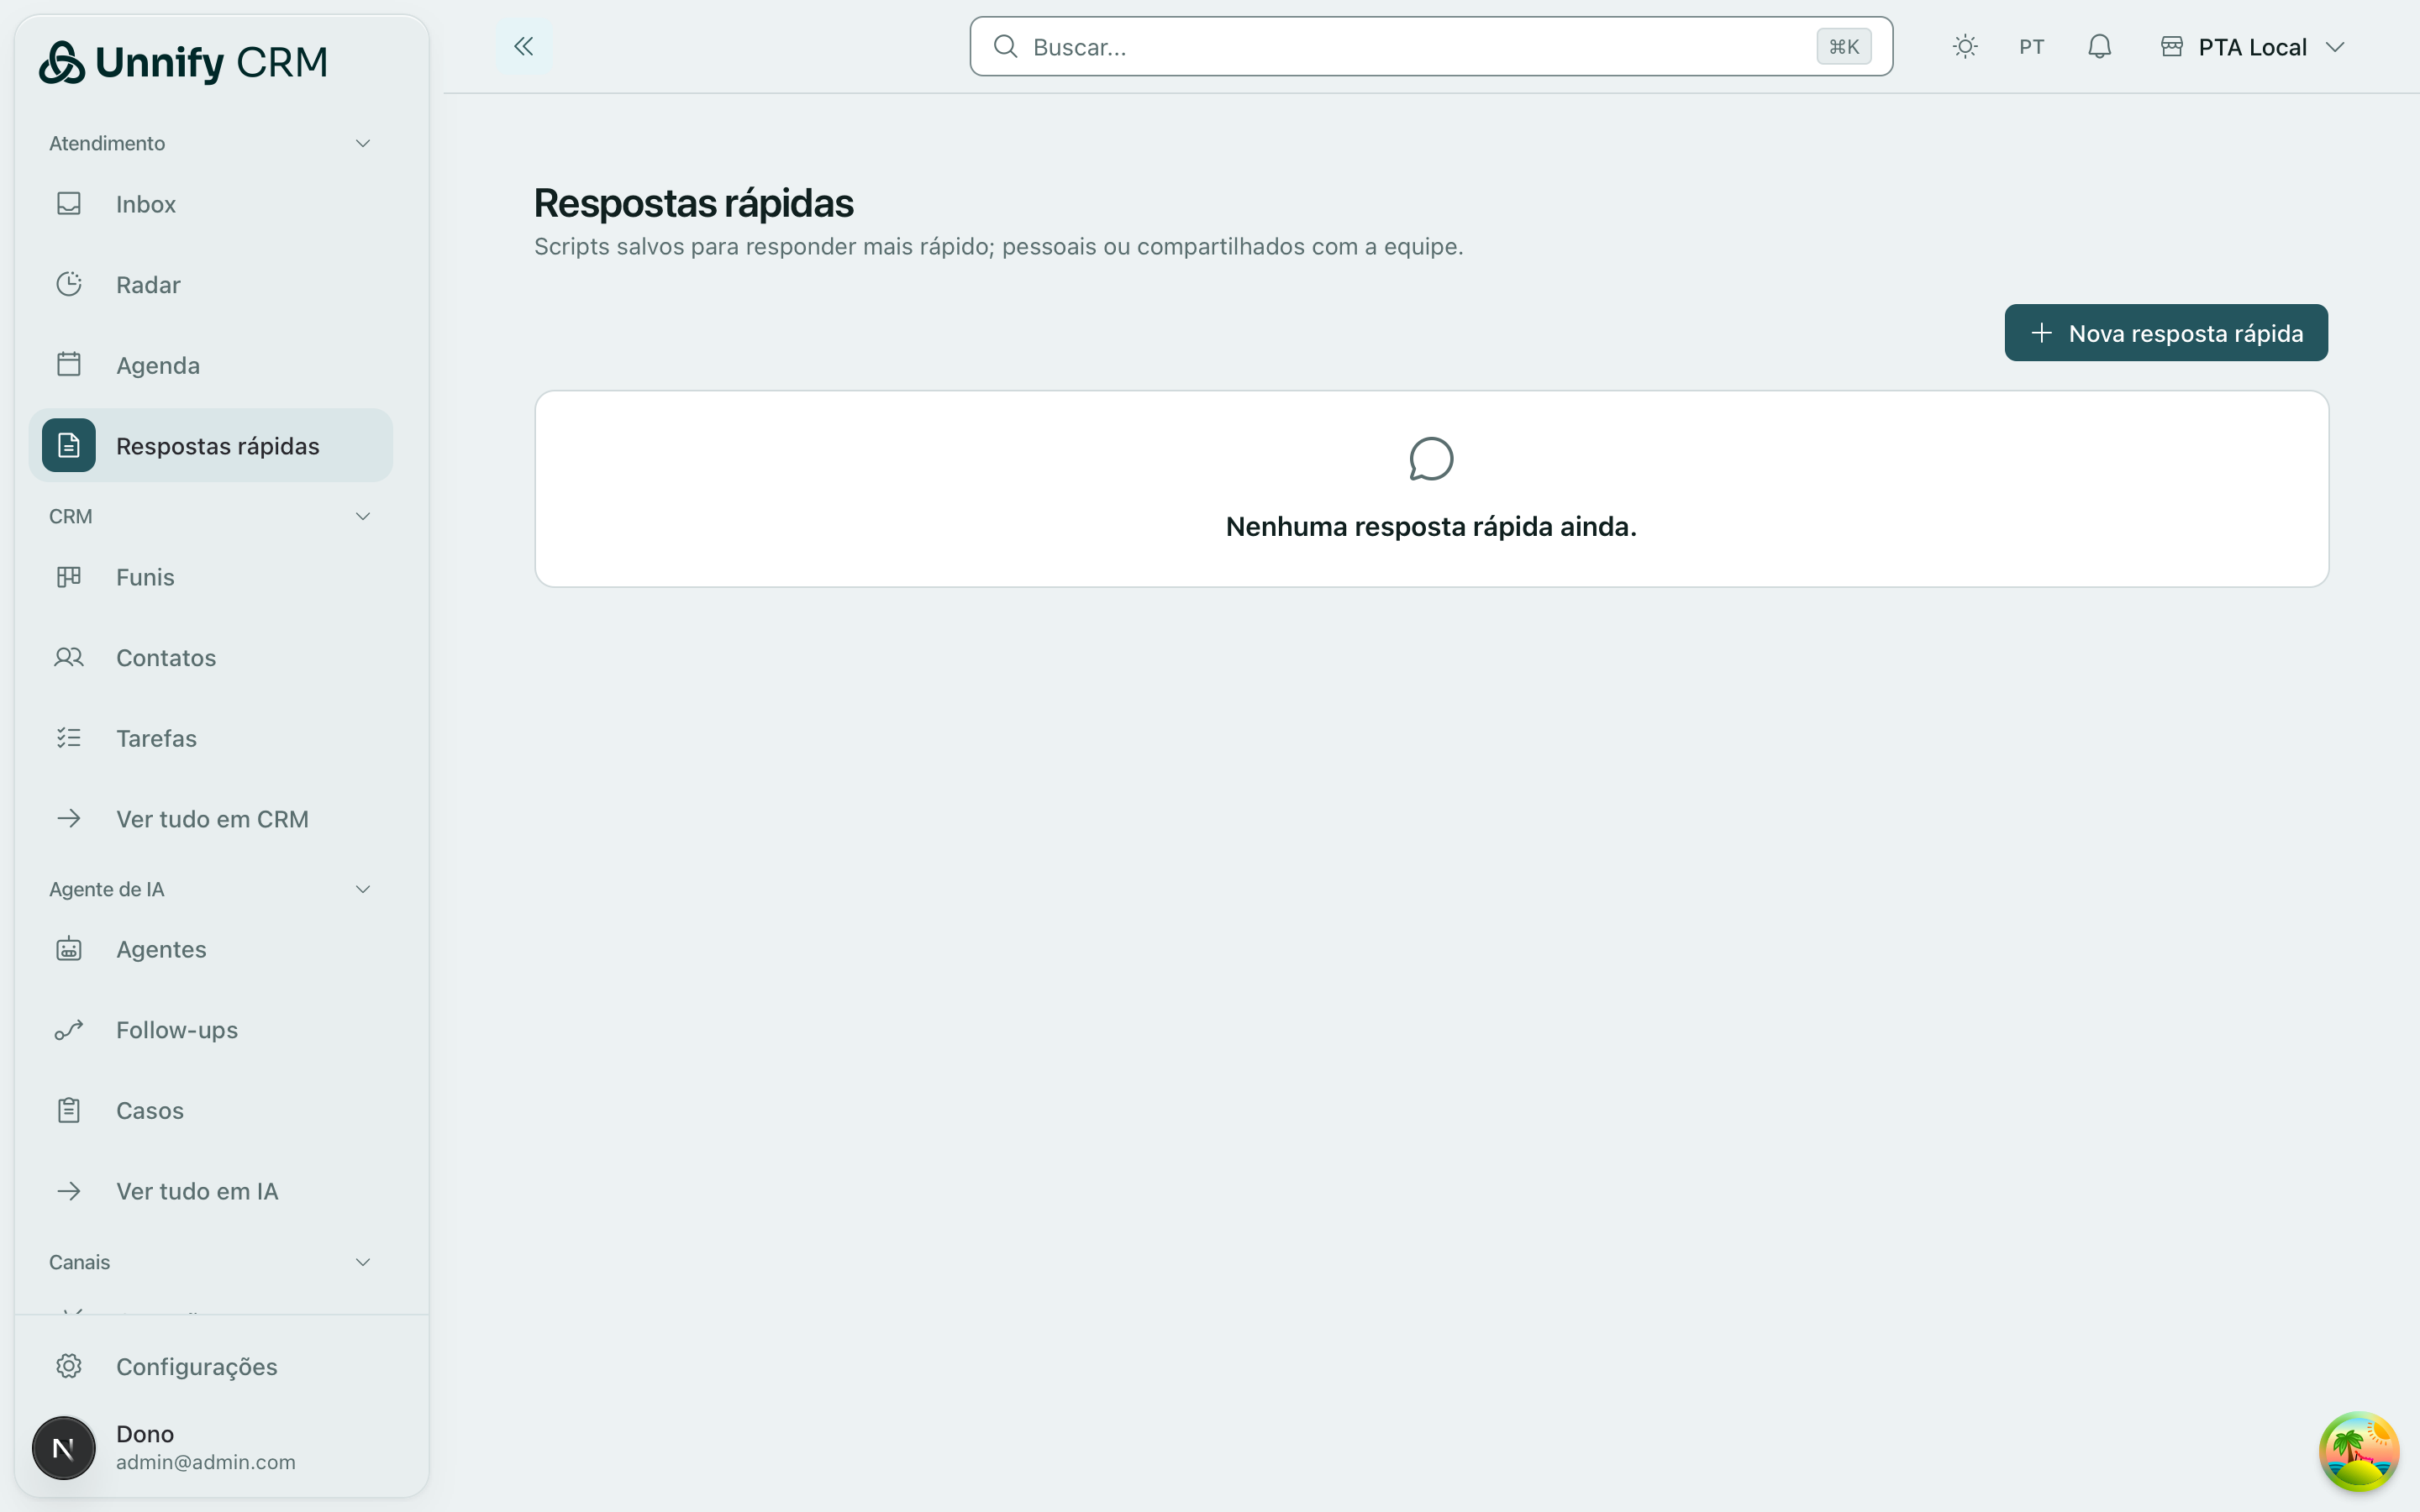 Unnify CRM
Buscar...
⌘K
PT
PTA Local
Atendimento
Inbox
Radar
Agenda
Respostas rápidas
CRM
Funis
Contatos
Tarefas
Ver tudo em CRM
Agente de IA
Agentes
Follow-ups
Casos
Ver tudo em IA
Canais
Configurações
N
Dono
admin@admin.com
Respostas rápidas
Scripts salvos para responder mais rápido; pessoais ou compartilhados com a equipe.
Nova resposta rápida
Nenhuma resposta rápida ainda.